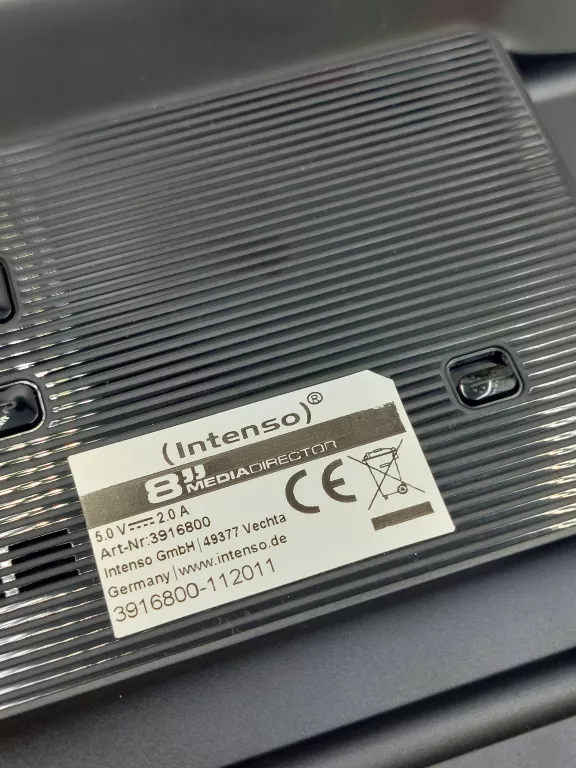 (Intenso)®
8" MEDIADIRECTOR
5.0 V⎓2.0 A
Art-Nr:3916800
Intenso GmbH|49377 Vechta
Germany|www.intenso.de
3916800-112011
CE